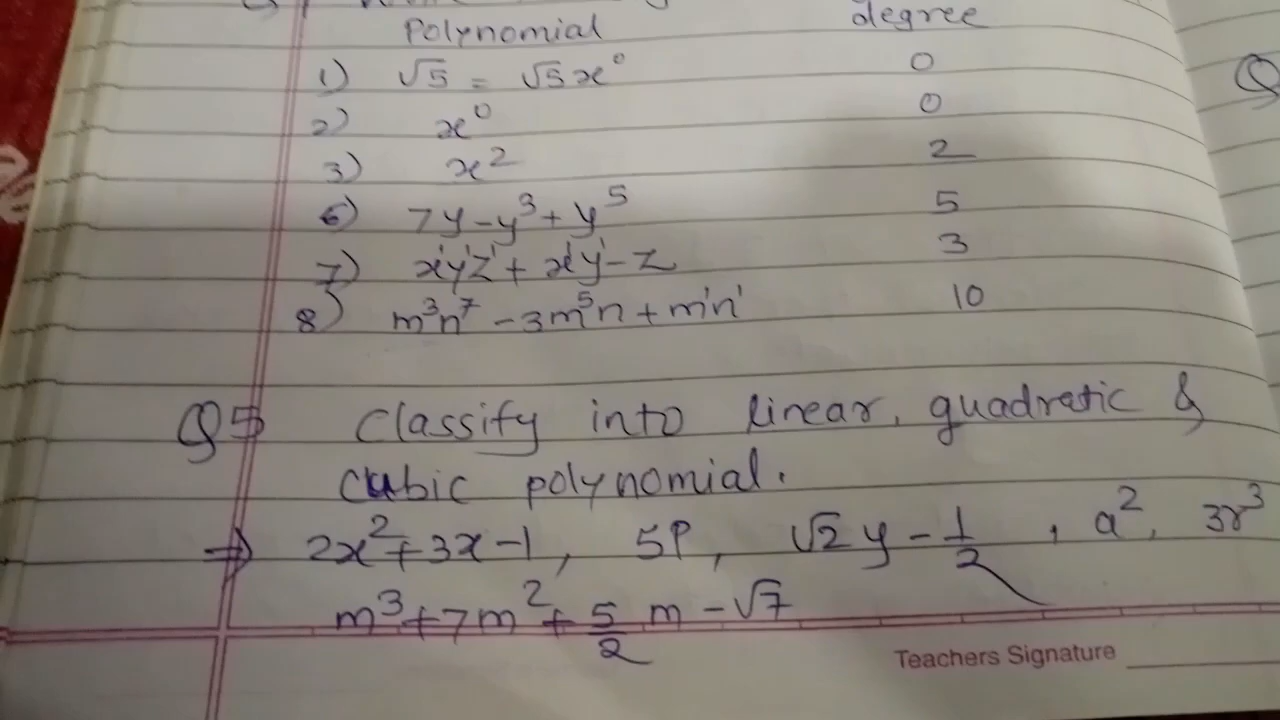 Polynomial degree
1) √5 = √5x⁰ 0
2) x⁰ 0
3) x² 2
6) 7y - y³ + y⁵ 5
7) x¹y¹z¹ + x¹y¹ - z 3
8) m³n⁷ - 3m⁵n + m¹n¹ 10
Q5 Classify into linear, quadretic &
cubic polynomial.
⇒ 2x² + 3x - 1, 5P, √2 y - 1/2, a², 3r³
m³ + 7m² + 5/2 m - √7
Teachers Signature